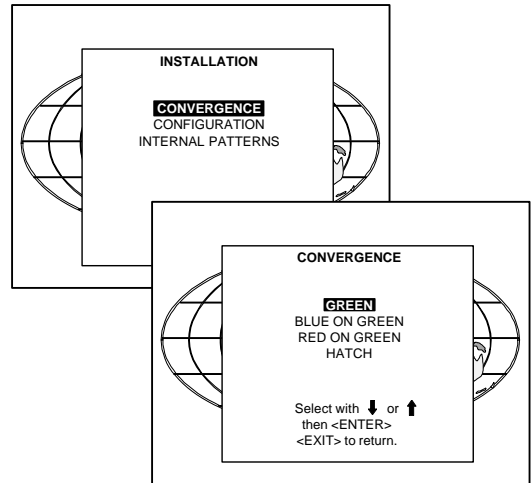 INSTALLATION
CONVERGENCE
CONFIGURATION
INTERNAL PATTERNS
CONVERGENCE
GREEN
BLUE ON GREEN
RED ON GREEN
HATCH
Select with ⬇ or ⬆
then <ENTER>
<EXIT> to return.